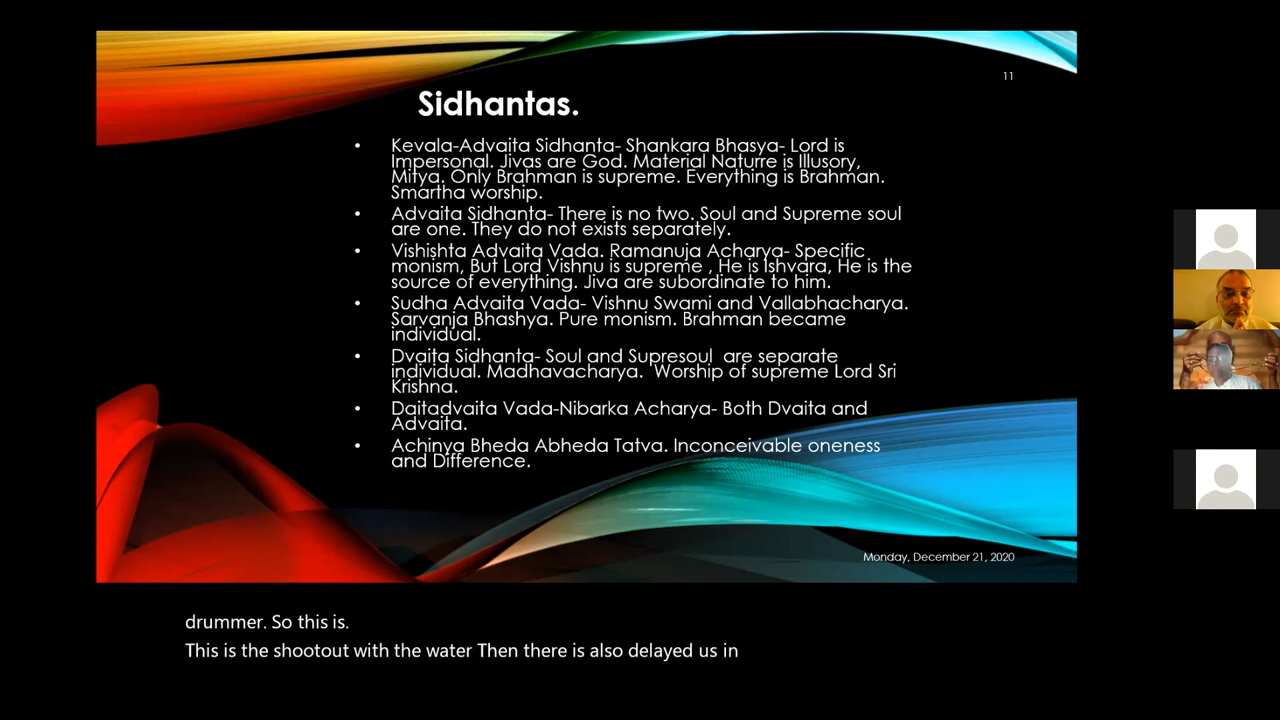 11
Sidhantas.
• Kevala-Advaita Sidhanta- Shankara Bhasya- Lord is
Impersonal. Jivas are God. Material Naturre is Illusory,
Mitya. Only Brahman is supreme. Everything is Brahman.
Smartha worship.
• Advaita Sidhanta- There is no two. Soul and Supreme soul
are one. They do not exists separately.
• Vishishta Advaita Vada. Ramanuja Acharya- Specific
monism, But Lord Vishnu is supreme , He is Ishvara, He is the
source of everything. Jiva are subordinate to him.
• Sudha Advaita Vada- Vishnu Swami and Vallabhacharya.
Sarvanja Bhashya. Pure monism. Brahman became
individual.
• Dvaita Sidhanta- Soul and Supresoul are separate
individual. Madhavacharya. Worship of supreme Lord Sri
Krishna.
• Daitadvaita Vada-Nibarka Acharya- Both Dvaita and
Advaita.
• Achinya Bheda Abheda Tatva. Inconceivable oneness
and Difference.
Monday, December 21, 2020
drummer. So this is.
This is the shootout with the water Then there is also delayed us in